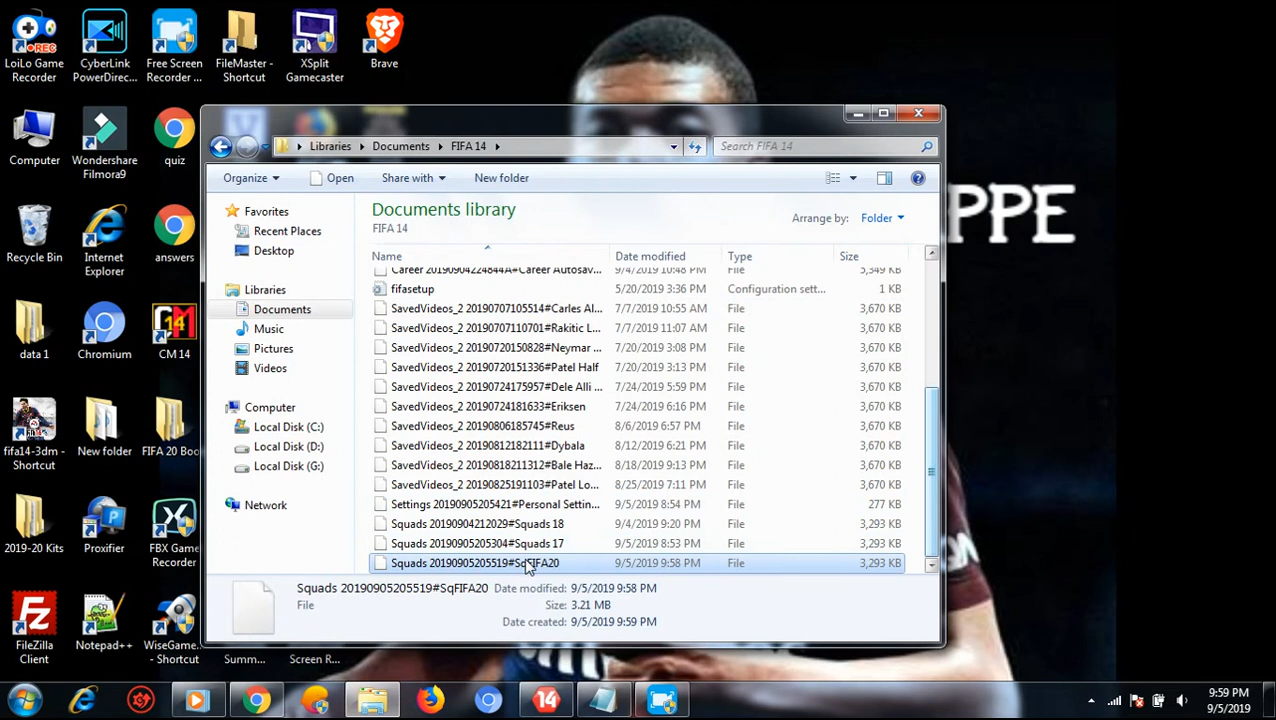 LoiLo Game Recorder
CyberLink PowerDirec...
Free Screen Recorder ...
FileMaster - Shortcut
XSplit Gamecaster
Brave
Computer
Wondershare Filmora9
quiz
Recycle Bin
Internet Explorer
answers
data 1
Chromium
CM 14
fifa14-3dm - Shortcut
New folder
FIFA 20 Boo
2019-20 Kits
Proxifier
FBX Game Recorder
FileZilla Client
Notepad++
WiseGame... - Shortcut
Summ...
Screen R...
PPE
Libraries Documents FIFA 14
Search FIFA 14
Organize Open Share with New folder
Favorites
Recent Places
Desktop
Libraries
Documents
Music
Pictures
Videos
Computer
Local Disk (C:)
Local Disk (D:)
Local Disk (G:)
Network
Documents library
FIFA 14
Arrange by: Folder
Name Date modified Type Size
Career 20190904224844A#Career Autosav... 9/4/2019 10:48 PM File 3,349 KB
fifasetup 5/20/2019 3:36 PM Configuration sett... 1 KB
SavedVideos_2 20190707105514#Carles Al... 7/7/2019 10:55 AM File 3,670 KB
SavedVideos_2 20190707110701#Rakitic L... 7/7/2019 11:07 AM File 3,670 KB
SavedVideos_2 20190720150828#Neymar ... 7/20/2019 3:08 PM File 3,670 KB
SavedVideos_2 20190720151336#Patel Half 7/20/2019 3:13 PM File 3,670 KB
SavedVideos_2 20190724175957#Dele Alli ... 7/24/2019 5:59 PM File 3,670 KB
SavedVideos_2 20190724181633#Eriksen 7/24/2019 6:16 PM File 3,670 KB
SavedVideos_2 20190806185745#Reus 8/6/2019 6:57 PM File 3,670 KB
SavedVideos_2 20190812182111#Dybala 8/12/2019 6:21 PM File 3,670 KB
SavedVideos_2 20190818211312#Bale Haz... 8/18/2019 9:13 PM File 3,670 KB
SavedVideos_2 20190825191103#Patel Lo... 8/25/2019 7:11 PM File 3,670 KB
Settings 20190905205421#Personal Settin... 9/5/2019 8:54 PM File 277 KB
Squads 20190904212029#Squads 18 9/4/2019 9:20 PM File 3,293 KB
Squads 20190905205304#Squads 17 9/5/2019 8:53 PM File 3,293 KB
Squads 20190905205519#SqFIFA20 9/5/2019 9:58 PM File 3,293 KB
Squads 20190905205519#SqFIFA20 Date modified: 9/5/2019 9:58 PM
File Size: 3.21 MB
Date created: 9/5/2019 9:59 PM
14
9:59 PM
9/5/2019